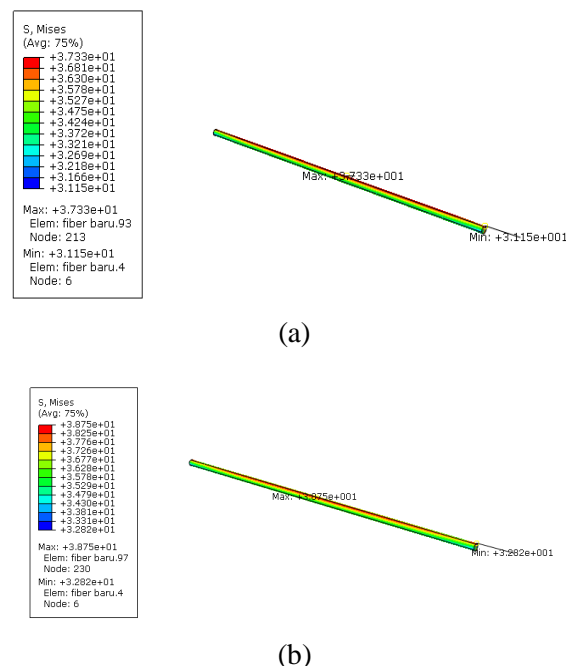 S, Mises
(Avg: 75%)
+3.733e+01
+3.681e+01
+3.630e+01
+3.578e+01
+3.527e+01
+3.475e+01
+3.424e+01
+3.372e+01
+3.321e+01
+3.269e+01
+3.218e+01
+3.166e+01
+3.115e+01
Max: +3.733e+01
Elem: fiber baru.93
Node: 213
Min: +3.115e+01
Elem: fiber baru.4
Node: 6
Max: +3.733e+001
Min: +3.115e+001
(a)
S, Mises
(Avg: 75%)
+3.875e+01
+3.825e+01
+3.776e+01
+3.726e+01
+3.677e+01
+3.628e+01
+3.578e+01
+3.529e+01
+3.479e+01
+3.430e+01
+3.381e+01
+3.331e+01
+3.282e+01
Max: +3.875e+01
Elem: fiber baru.97
Node: 230
Min: +3.282e+01
Elem: fiber baru.4
Node: 6
Max: +3.875e+001
Min: +3.282e+001
(b)